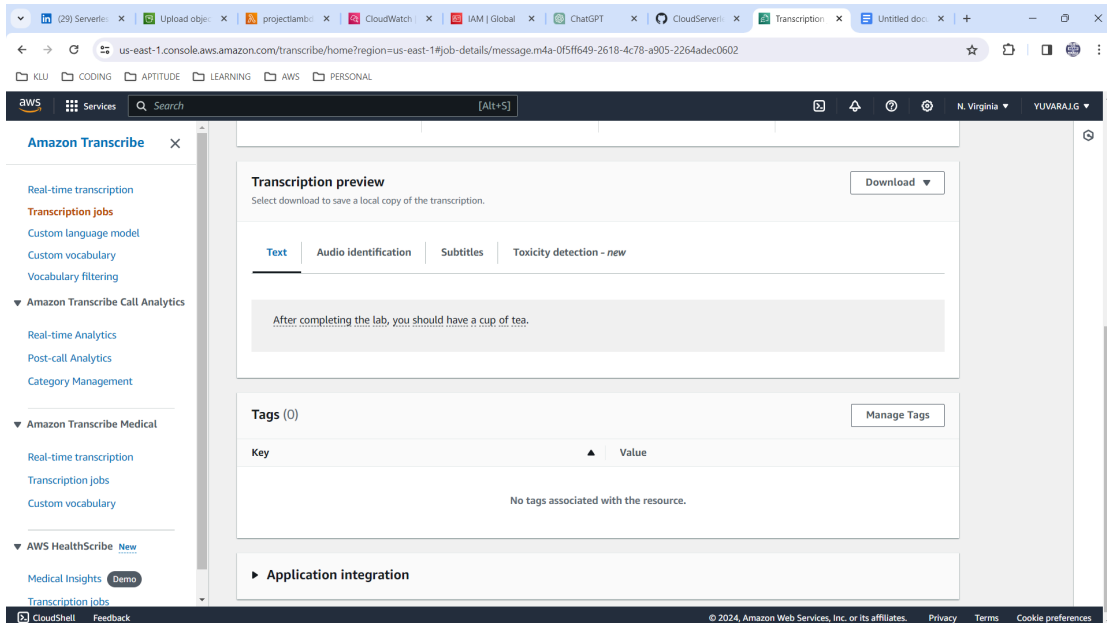 (29) Serverles
Upload objec
projectlambd
CloudWatch
IAM | Global
ChatGPT
CloudServerle
Transcription
Untitled docu
us-east-1.console.aws.amazon.com/transcribe/home?region=us-east-1#job-details/message.m4a-0f5ff649-2618-4c78-a905-2264adec0602
KLU CODING APTITUDE LEARNING AWS PERSONAL
aws Services Search [Alt+S] N. Virginia ▼ YUVARAJ.G ▼
Amazon Transcribe
Real-time transcription
Transcription jobs
Custom language model
Custom vocabulary
Vocabulary filtering
Amazon Transcribe Call Analytics
Real-time Analytics
Post-call Analytics
Category Management
Amazon Transcribe Medical
Real-time transcription
Transcription jobs
Custom vocabulary
AWS HealthScribe New
Medical Insights Demo
Transcription jobs
Transcription preview
Download ▼
Select download to save a local copy of the transcription.
Text Audio identification Subtitles Toxicity detection - new
After completing the lab, you should have a cup of tea.
Tags (0)
Manage Tags
Key Value
No tags associated with the resource.
Application integration
CloudShell Feedback © 2024, Amazon Web Services, Inc. or its affiliates. Privacy Terms Cookie preferences